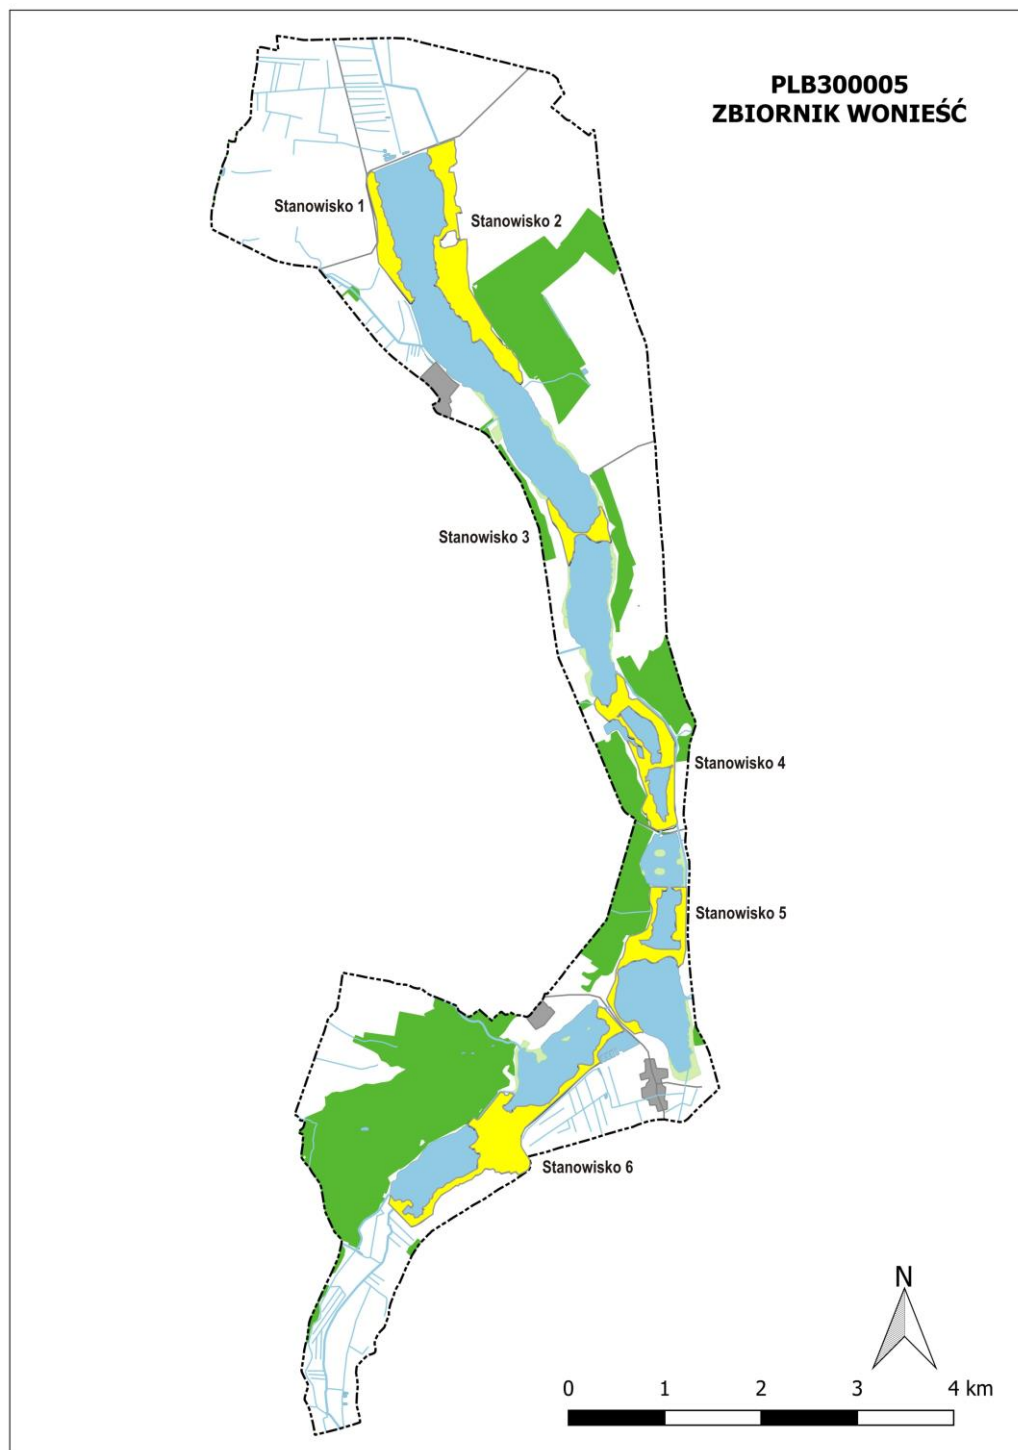 PLB300005
ZBIORNIK WONIEŚĆ
Stanowisko 1
Stanowisko 2
Stanowisko 3
Stanowisko 4
Stanowisko 5
Stanowisko 6
N
0 1 2 3 4 km